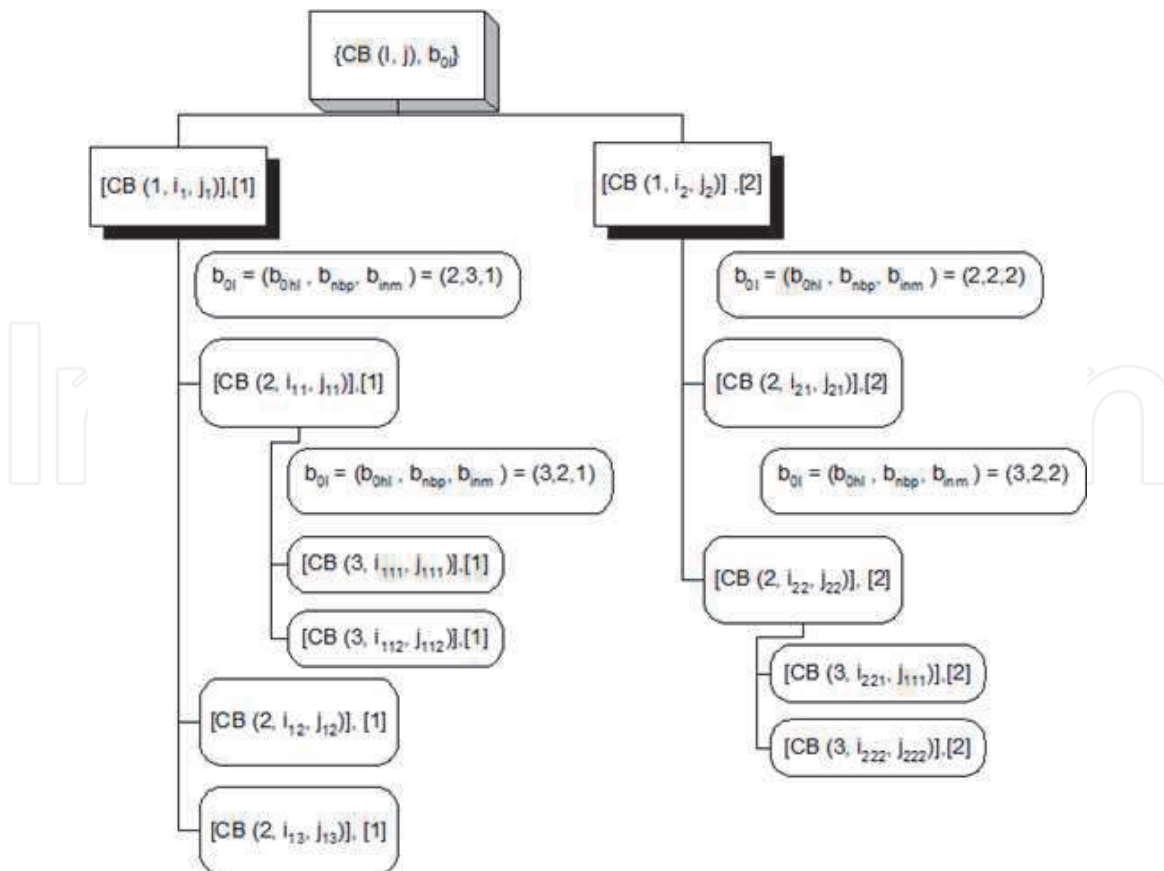 {CB (I, j), b0l}
[CB (1, i1, j1)],[1]
[CB (1, i2, j2)] ,[2]
b0l = (b0hl , bnbp, binm ) = (2,3,1)
b0l = (b0hl , bnbp, binm ) = (2,2,2)
[CB (2, i11, j11)],[1]
[CB (2, i21, j21)],[2]
b0l = (b0hl , bnbp, binm ) = (3,2,1)
b0l = (b0hl , bnbp, binm ) = (3,2,2)
[CB (3, i111, j111)],[1]
[CB (2, i22, j22)], [2]
[CB (3, i112, j112)],[1]
[CB (3, i221, j111)],[2]
[CB (2, i12, j12)], [1]
[CB (3, i222, j222)],[2]
[CB (2, i13, j13)], [1]